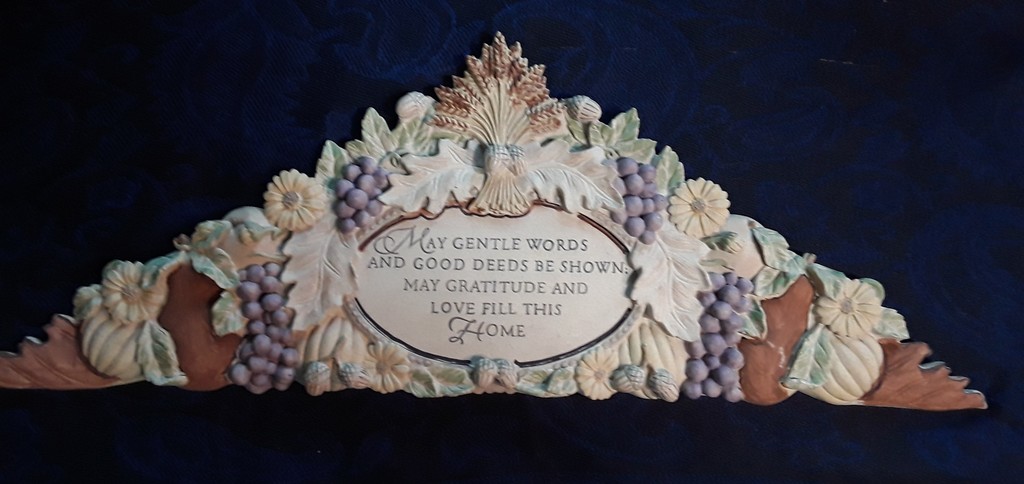 MAY GENTLE WORDS
AND GOOD DEEDS BE SHOWN;
MAY GRATITUDE AND
LOVE FILL THIS
HOME